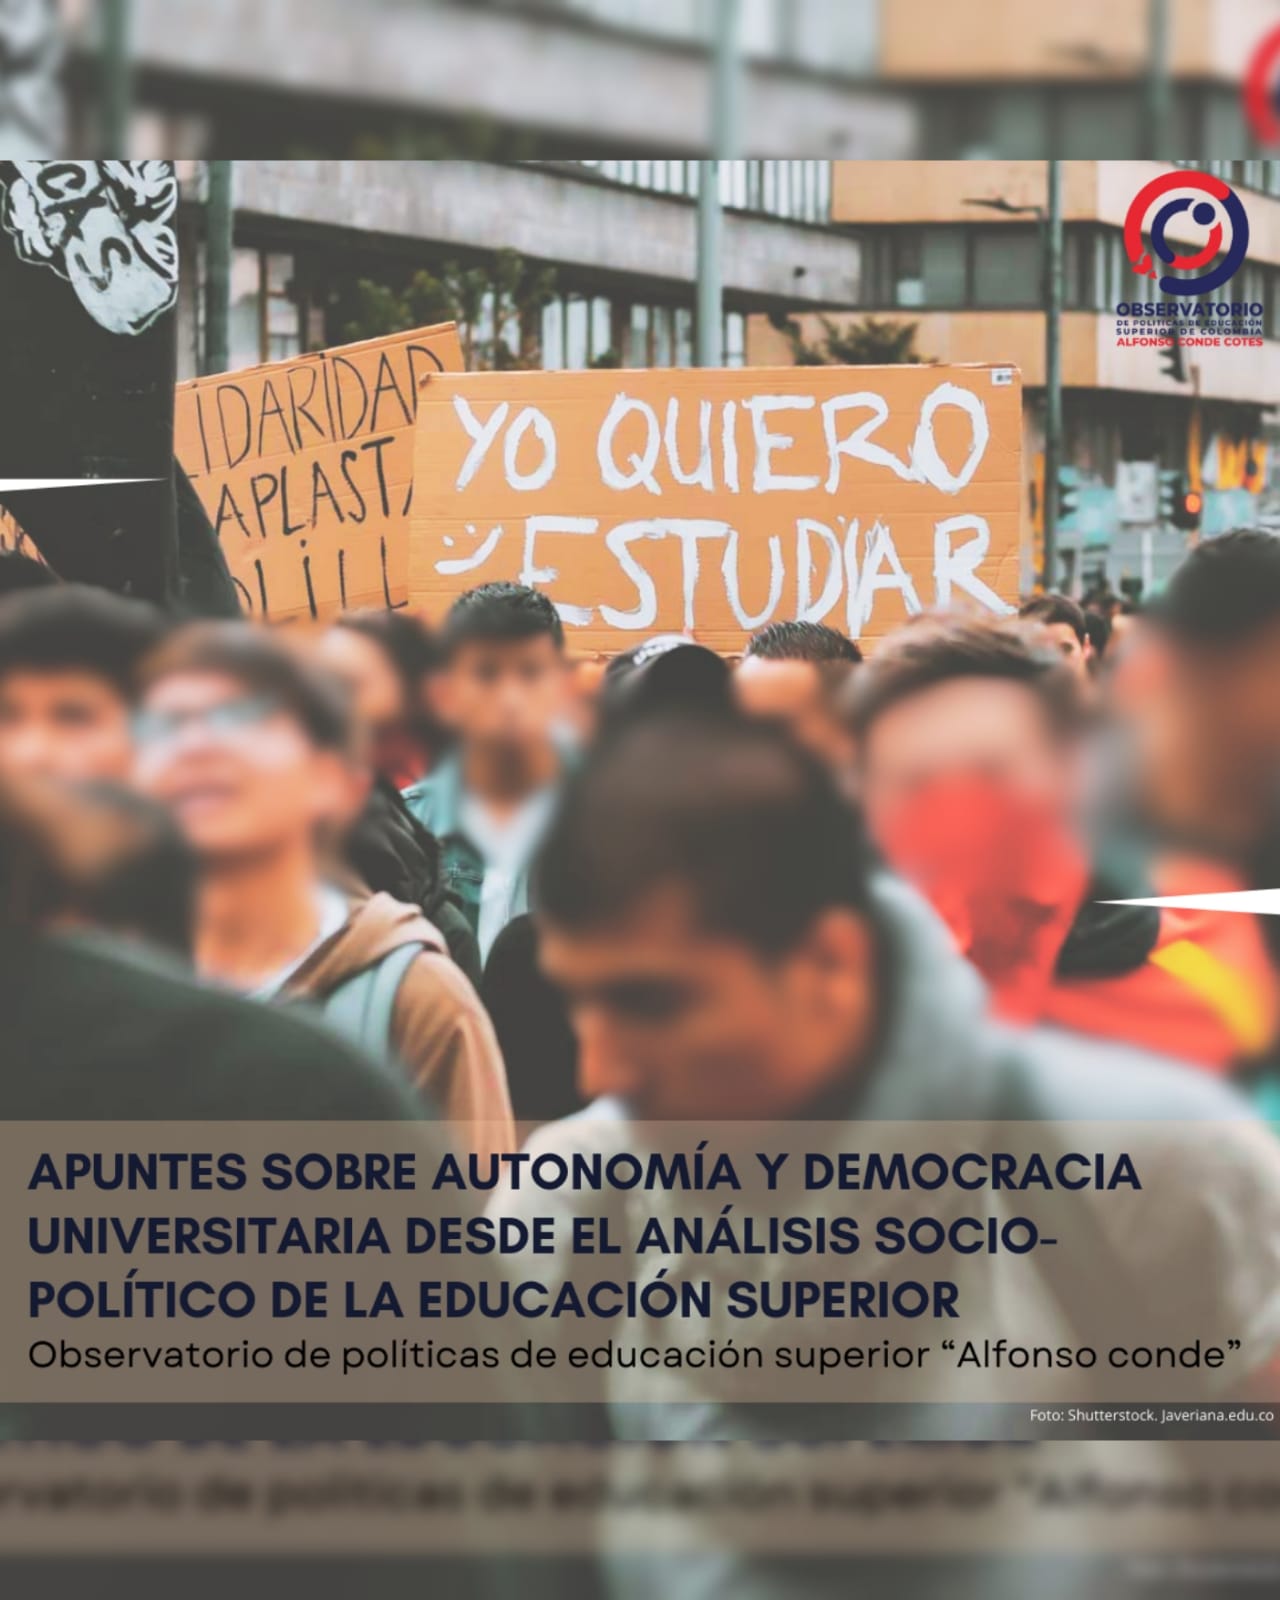 OBSERVATORIO
DE POLÍTICAS DE EDUCACIÓN
SUPERIOR DE COLOMBIA
ALFONSO CONDE COTES
IDARIDAD
APLASTA
YO QUIERO
ESTUDIAR
APUNTES SOBRE AUTONOMÍA Y DEMOCRACIA
UNIVERSITARIA DESDE EL ANÁLISIS SOCIO-
POLÍTICO DE LA EDUCACIÓN SUPERIOR
Observatorio de políticas de educación superior “Alfonso conde”
Foto: Shutterstock. Javeriana.edu.co